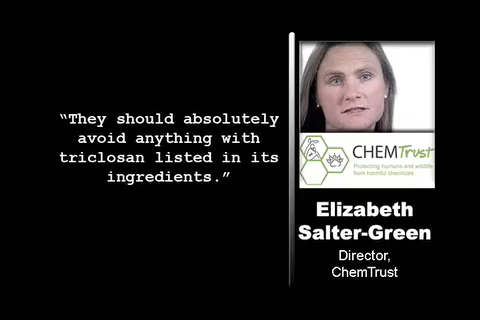 “They should absolutely
avoid anything with
triclosan listed in its
ingredients.”
CHEMTrust
Protecting humans and wildlife
from harmful chemicals
Elizabeth
Salter-Green
Director,
ChemTrust